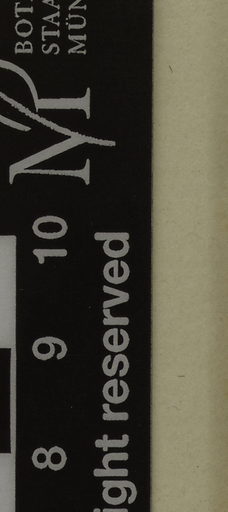 BOT
STAA
MÜN
M
8 9 10
ight reserved